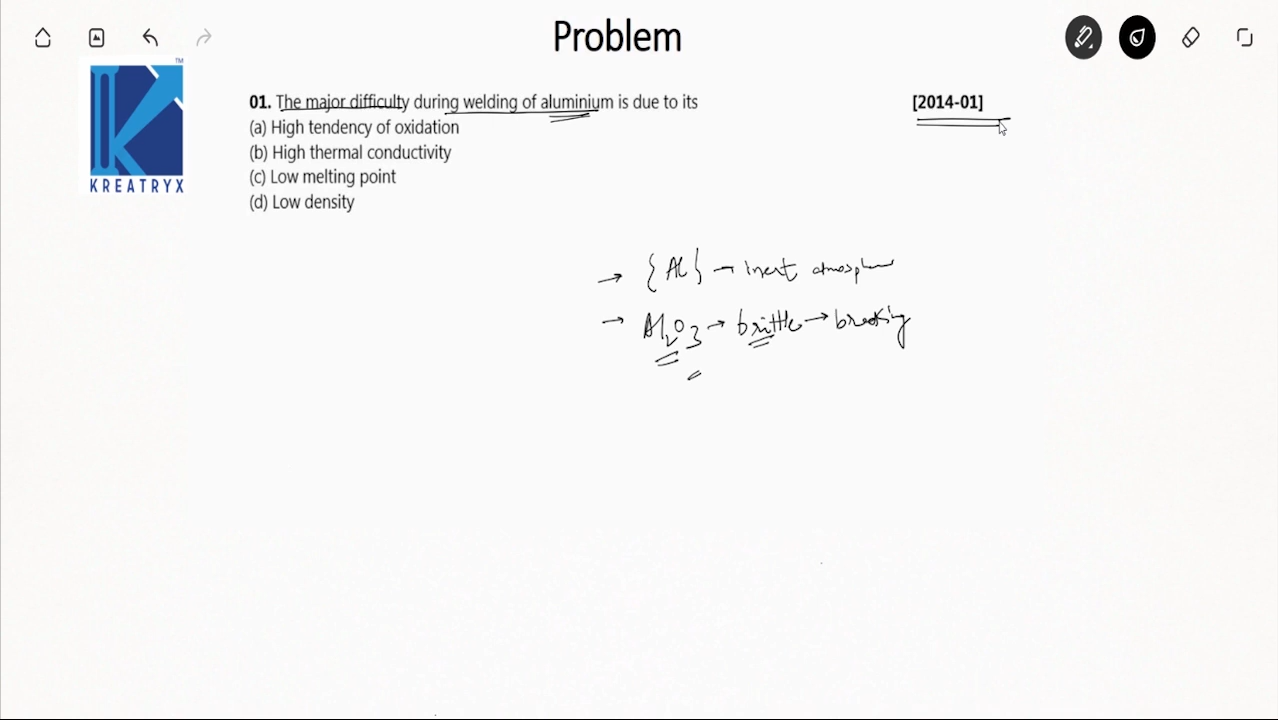 Problem
TM
KREATRYX
01. The major difficulty during welding of aluminium is due to its [2014-01]
(a) High tendency of oxidation
(b) High thermal conductivity
(c) Low melting point
(d) Low density
→ {Al} → inert atmosphere
→ Al2O3 → brittle → breaking